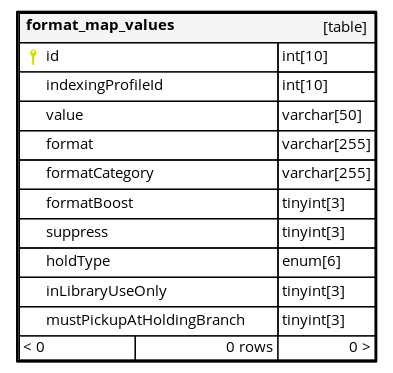 format_map_values [table]
id int[10]
indexingProfileId int[10]
value varchar[50]
format varchar[255]
formatCategory varchar[255]
formatBoost tinyint[3]
suppress tinyint[3]
holdType enum[6]
inLibraryUseOnly tinyint[3]
mustPickupAtHoldingBranch tinyint[3]
< 0 0 rows 0 >